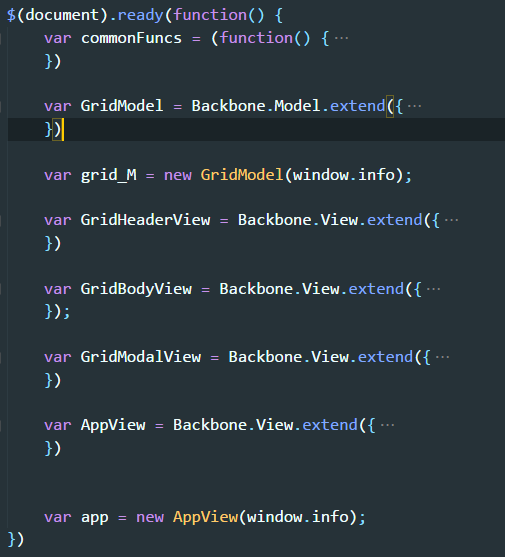 $(document).ready(function() {
var commonFuncs = (function() { ···
})
var GridModel = Backbone.Model.extend({ ···
})
var grid_M = new GridModel(window.info);
var GridHeaderView = Backbone.View.extend({ ···
})
var GridBodyView = Backbone.View.extend({ ···
});
var GridModalView = Backbone.View.extend({ ···
})
var AppView = Backbone.View.extend({ ···
})
var app = new AppView(window.info);
})